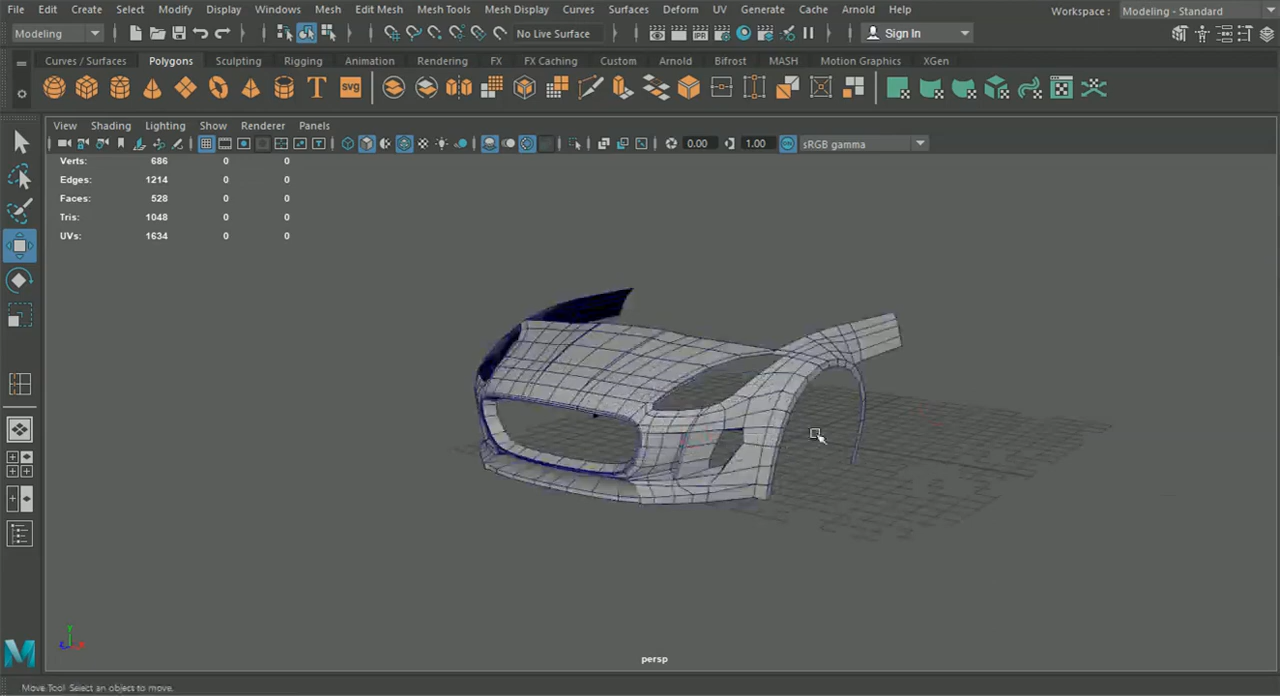 File Edit Create Select Modify Display Windows Mesh Edit Mesh Mesh Tools Mesh Display Curves Surfaces Deform UV Generate Cache Arnold Help Workspace : Modeling - Standard
Modeling No Live Surface Sign In
Curves / Surfaces Polygons Sculpting Rigging Animation Rendering FX FX Caching Custom Arnold Bifrost MASH Motion Graphics XGen
T svg
View Shading Lighting Show Renderer Panels
0.00 1.00 sRGB gamma
Verts: 686 0 0
Edges: 1214 0 0
Faces: 528 0 0
Tris: 1048 0 0
UVs: 1634 0 0
persp
Move Tool: Select an object to move.